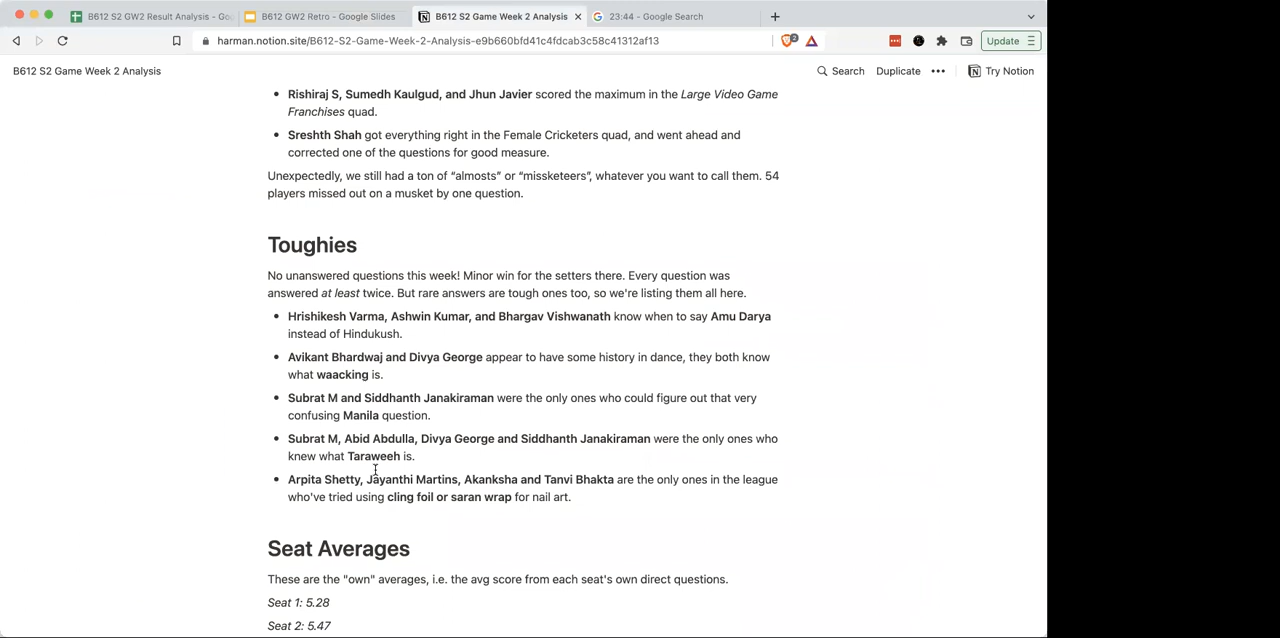 B612 S2 GW2 Result Analysis - Goo
B612 GW2 Retro - Google Slides
B612 S2 Game Week 2 Analysis
23:44 - Google Search
harman.notion.site/B612-S2-Game-Week-2-Analysis-e9b660bfd41c4fdcab3c58c41312af13
2
Update
B612 S2 Game Week 2 Analysis
Search
Duplicate
Try Notion
• Rishiraj S, Sumedh Kaulgud, and Jhun Javier scored the maximum in the Large Video Game
Franchises quad.
• Sreshth Shah got everything right in the Female Cricketers quad, and went ahead and
corrected one of the questions for good measure.
Unexpectedly, we still had a ton of “almosts” or “missketeers”, whatever you want to call them. 54
players missed out on a musket by one question.
Toughies
No unanswered questions this week! Minor win for the setters there. Every question was
answered at least twice. But rare answers are tough ones too, so we're listing them all here.
• Hrishikesh Varma, Ashwin Kumar, and Bhargav Vishwanath know when to say Amu Darya
instead of Hindukush.
• Avikant Bhardwaj and Divya George appear to have some history in dance, they both know
what waacking is.
• Subrat M and Siddhanth Janakiraman were the only ones who could figure out that very
confusing Manila question.
• Subrat M, Abid Abdulla, Divya George and Siddhanth Janakiraman were the only ones who
knew what Taraweeh is.
• Arpita Shetty, Jayanthi Martins, Akanksha and Tanvi Bhakta are the only ones in the league
who've tried using cling foil or saran wrap for nail art.
Seat Averages
These are the "own" averages, i.e. the avg score from each seat's own direct questions.
Seat 1: 5.28
Seat 2: 5.47